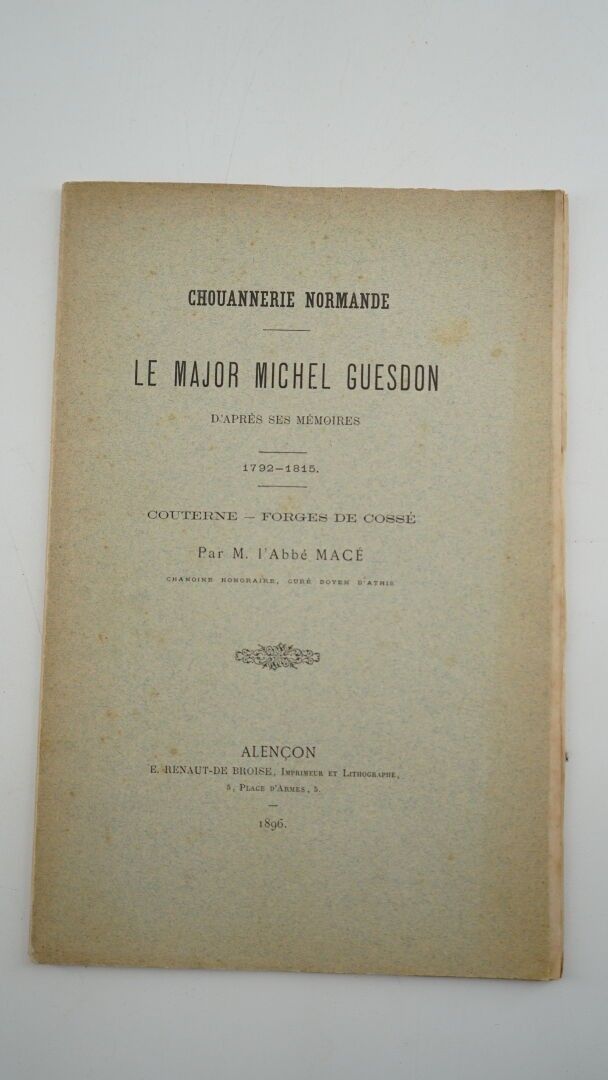 CHOUANNERIE NORMANDE
LE MAJOR MICHEL GUESDON
D'APRÈS SES MÉMOIRES
1792-1815.
COUTERNE – FORGES DE COSSÉ
Par M. l'Abbé MACÉ
CHANOINE HONORAIRE, CURÉ DOYEN D'ATHIS
ALENÇON
E. RENAUT-DE BROISE, IMPRIMEUR ET LITHOGRAPHE,
5, PLACE D'ARMES, 5.
1896.